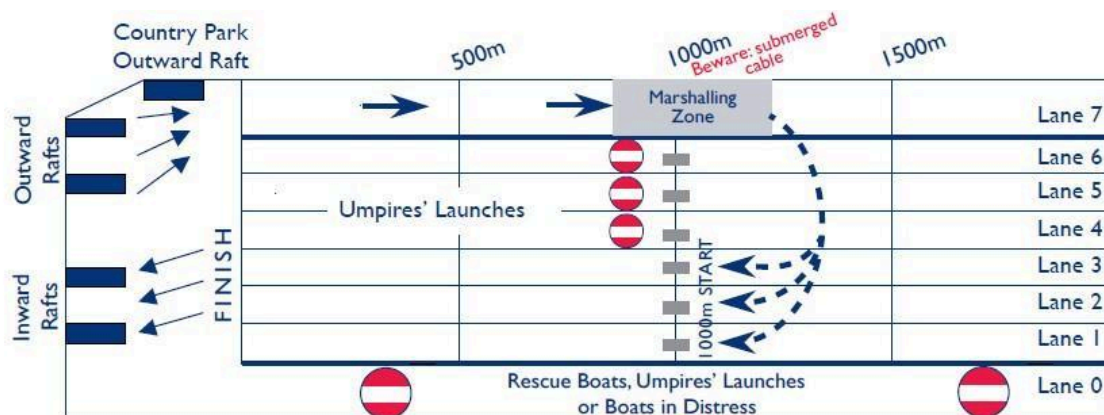 Country Park
Outward Raft
500m
1000m
1500m
Beware: submerged
cable
Marshalling
Zone
Lane 7
Outward
Rafts
Lane 6
Lane 5
Umpires' Launches
Lane 4
FINISH
1000m START
Lane 3
Inward
Rafts
Lane 2
Lane 1
Rescue Boats, Umpires' Launches
or Boats in Distress
Lane 0